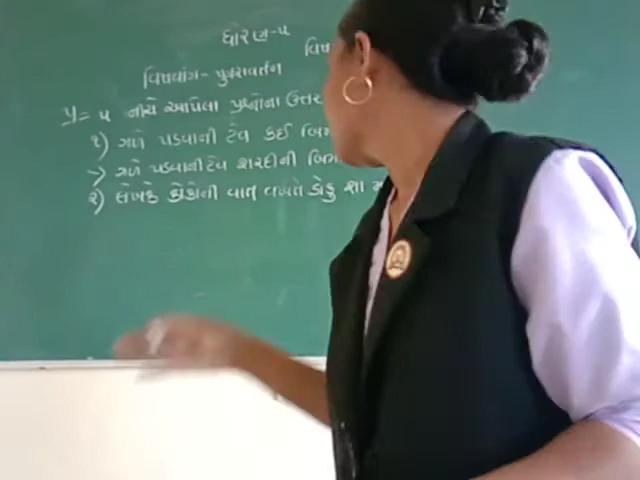 ધોરણ-૫
વિષ
વિષયાંગ- પુનરાવર્તન
પ્ર= ૫ નીચે આપેલા પ્રશ્નોના ઉત્તર
૧) ગળે પડવાની ટેવ કઈ બિમ
→ ગળે પડવાની ટેવ શરદીની બિમ
૨) લેખકે કોકોની વાત વખતે કોકુ શા